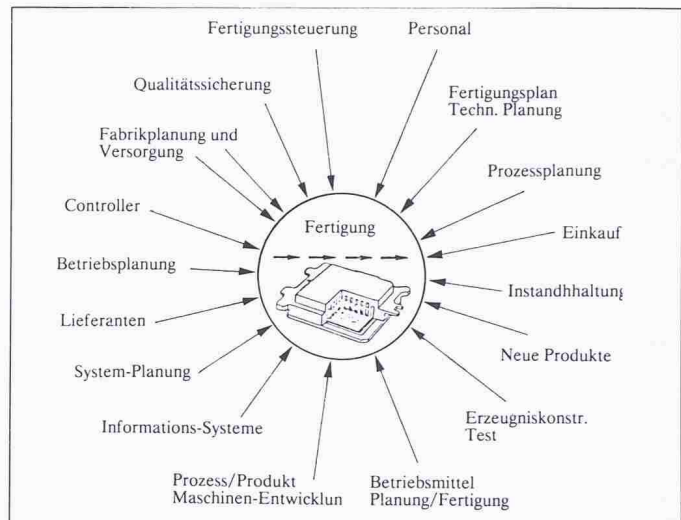 Fertigungssteuerung
Personal
Qualitätssicherung
Fertigungsplan
Techn. Planung
Fabrikplanung und
Versorgung
Prozessplanung
Fertigung
Controller
Einkauf
Betriebsplanung
Instandhhaltung
Lieferanten
Neue Produkte
System-Planung
Erzeugniskonstr.
Test
Informations-Systeme
Prozess/Produkt
Maschinen-Entwicklun
Betriebsmittel
Planung/Fertigung